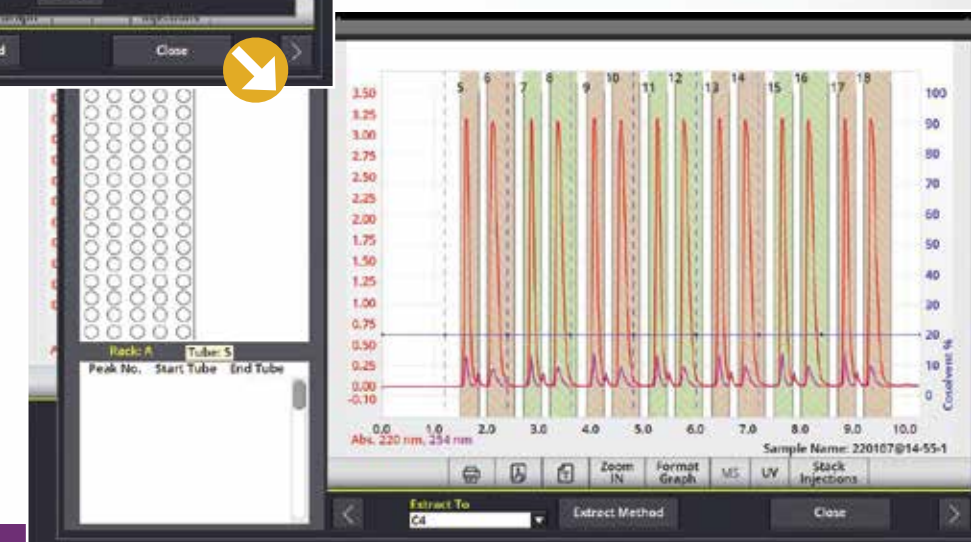 Injections
Close >
5 6 7 8 9 10 11 12 13 14 15 16 17 18
3.50 100
3.25 90
3.00
2.75 80
2.50 70
2.25
2.00 60
1.75 50
1.50
1.25 40
1.00 30
0.75
0.50 20
0.25 10
0.00 0
-0.10
Cosolvent %
0.0 1.0 2.0 3.0 4.0 5.0 6.0 7.0 8.0 9.0 10.0
Abs. 220 nm, 254 nm
Sample Name: 220107@14-55-1
Rack: A Tube: 5
Peak No. Start Tube End Tube
Zoom IN Format Graph MS UV Stack Injections
< Extract To
C4 Extract Method Close >